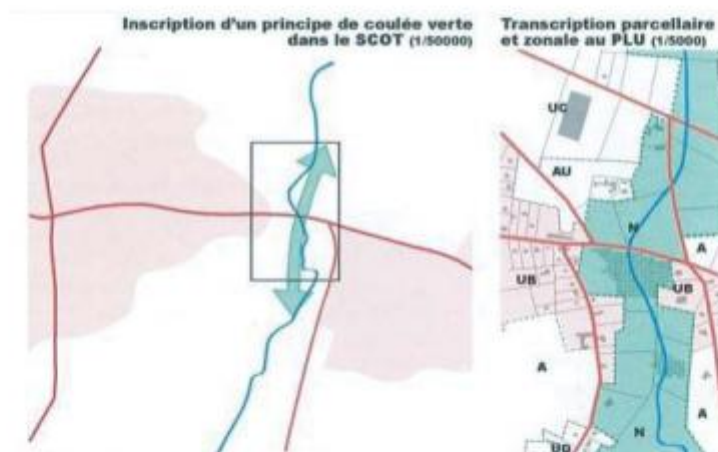 Inscription d'un principe de coulée verte
dans le SCOT (1/50000)
Transcription parcellaire
et zonale au PLU (1/5000)
UC
AU
N
A
UB
UB
A
A
N
UD